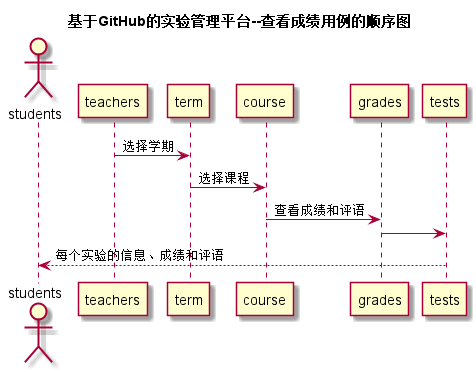 基于GitHub的实验管理平台--查看成绩用例的顺序图
students
teachers
term
course
grades
tests
选择学期
选择课程
查看成绩和评语
每个实验的信息、成绩和评语
students
teachers
term
course
grades
tests